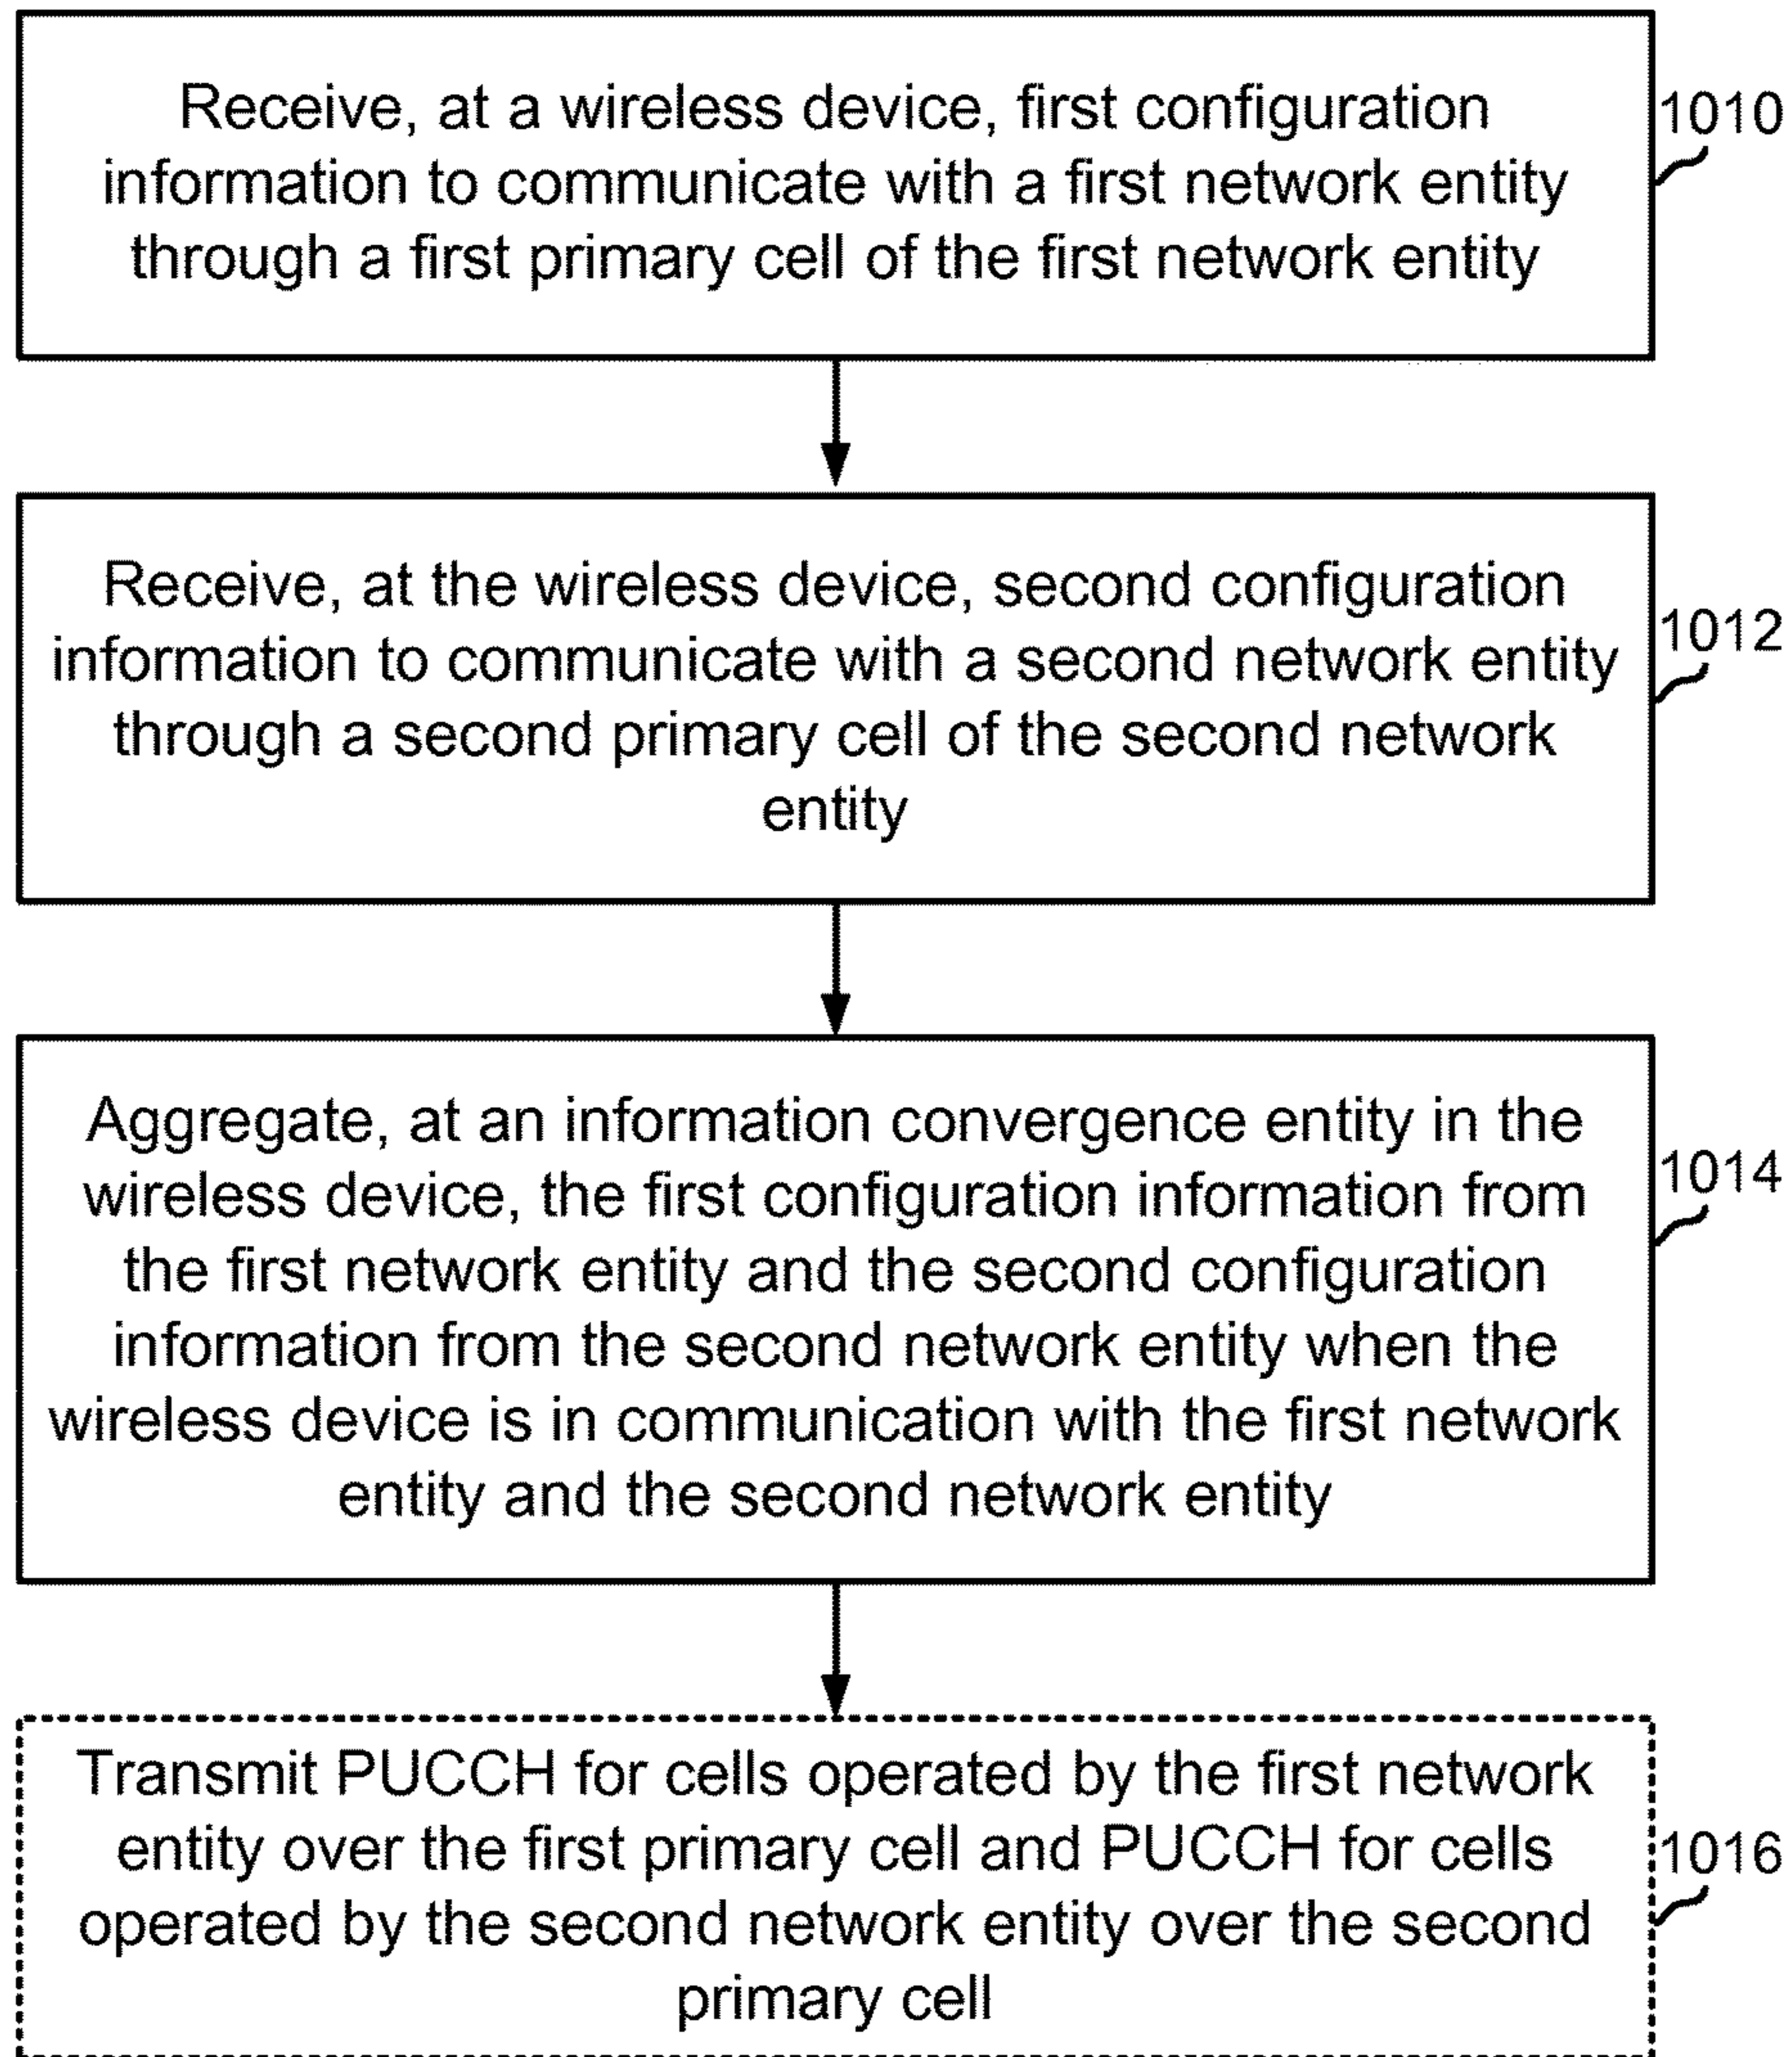 Receive, at a wireless device, first configuration
information to communicate with a first network entity
through a first primary cell of the first network entity
1010
Receive, at the wireless device, second configuration
information to communicate with a second network entity
through a second primary cell of the second network
entity
1012
Aggregate, at an information convergence entity in the
wireless device, the first configuration information from
the first network entity and the second configuration
information from the second network entity when the
wireless device is in communication with the first network
entity and the second network entity
1014
Transmit PUCCH for cells operated by the first network
entity over the first primary cell and PUCCH for cells
operated by the second network entity over the second
primary cell
1016